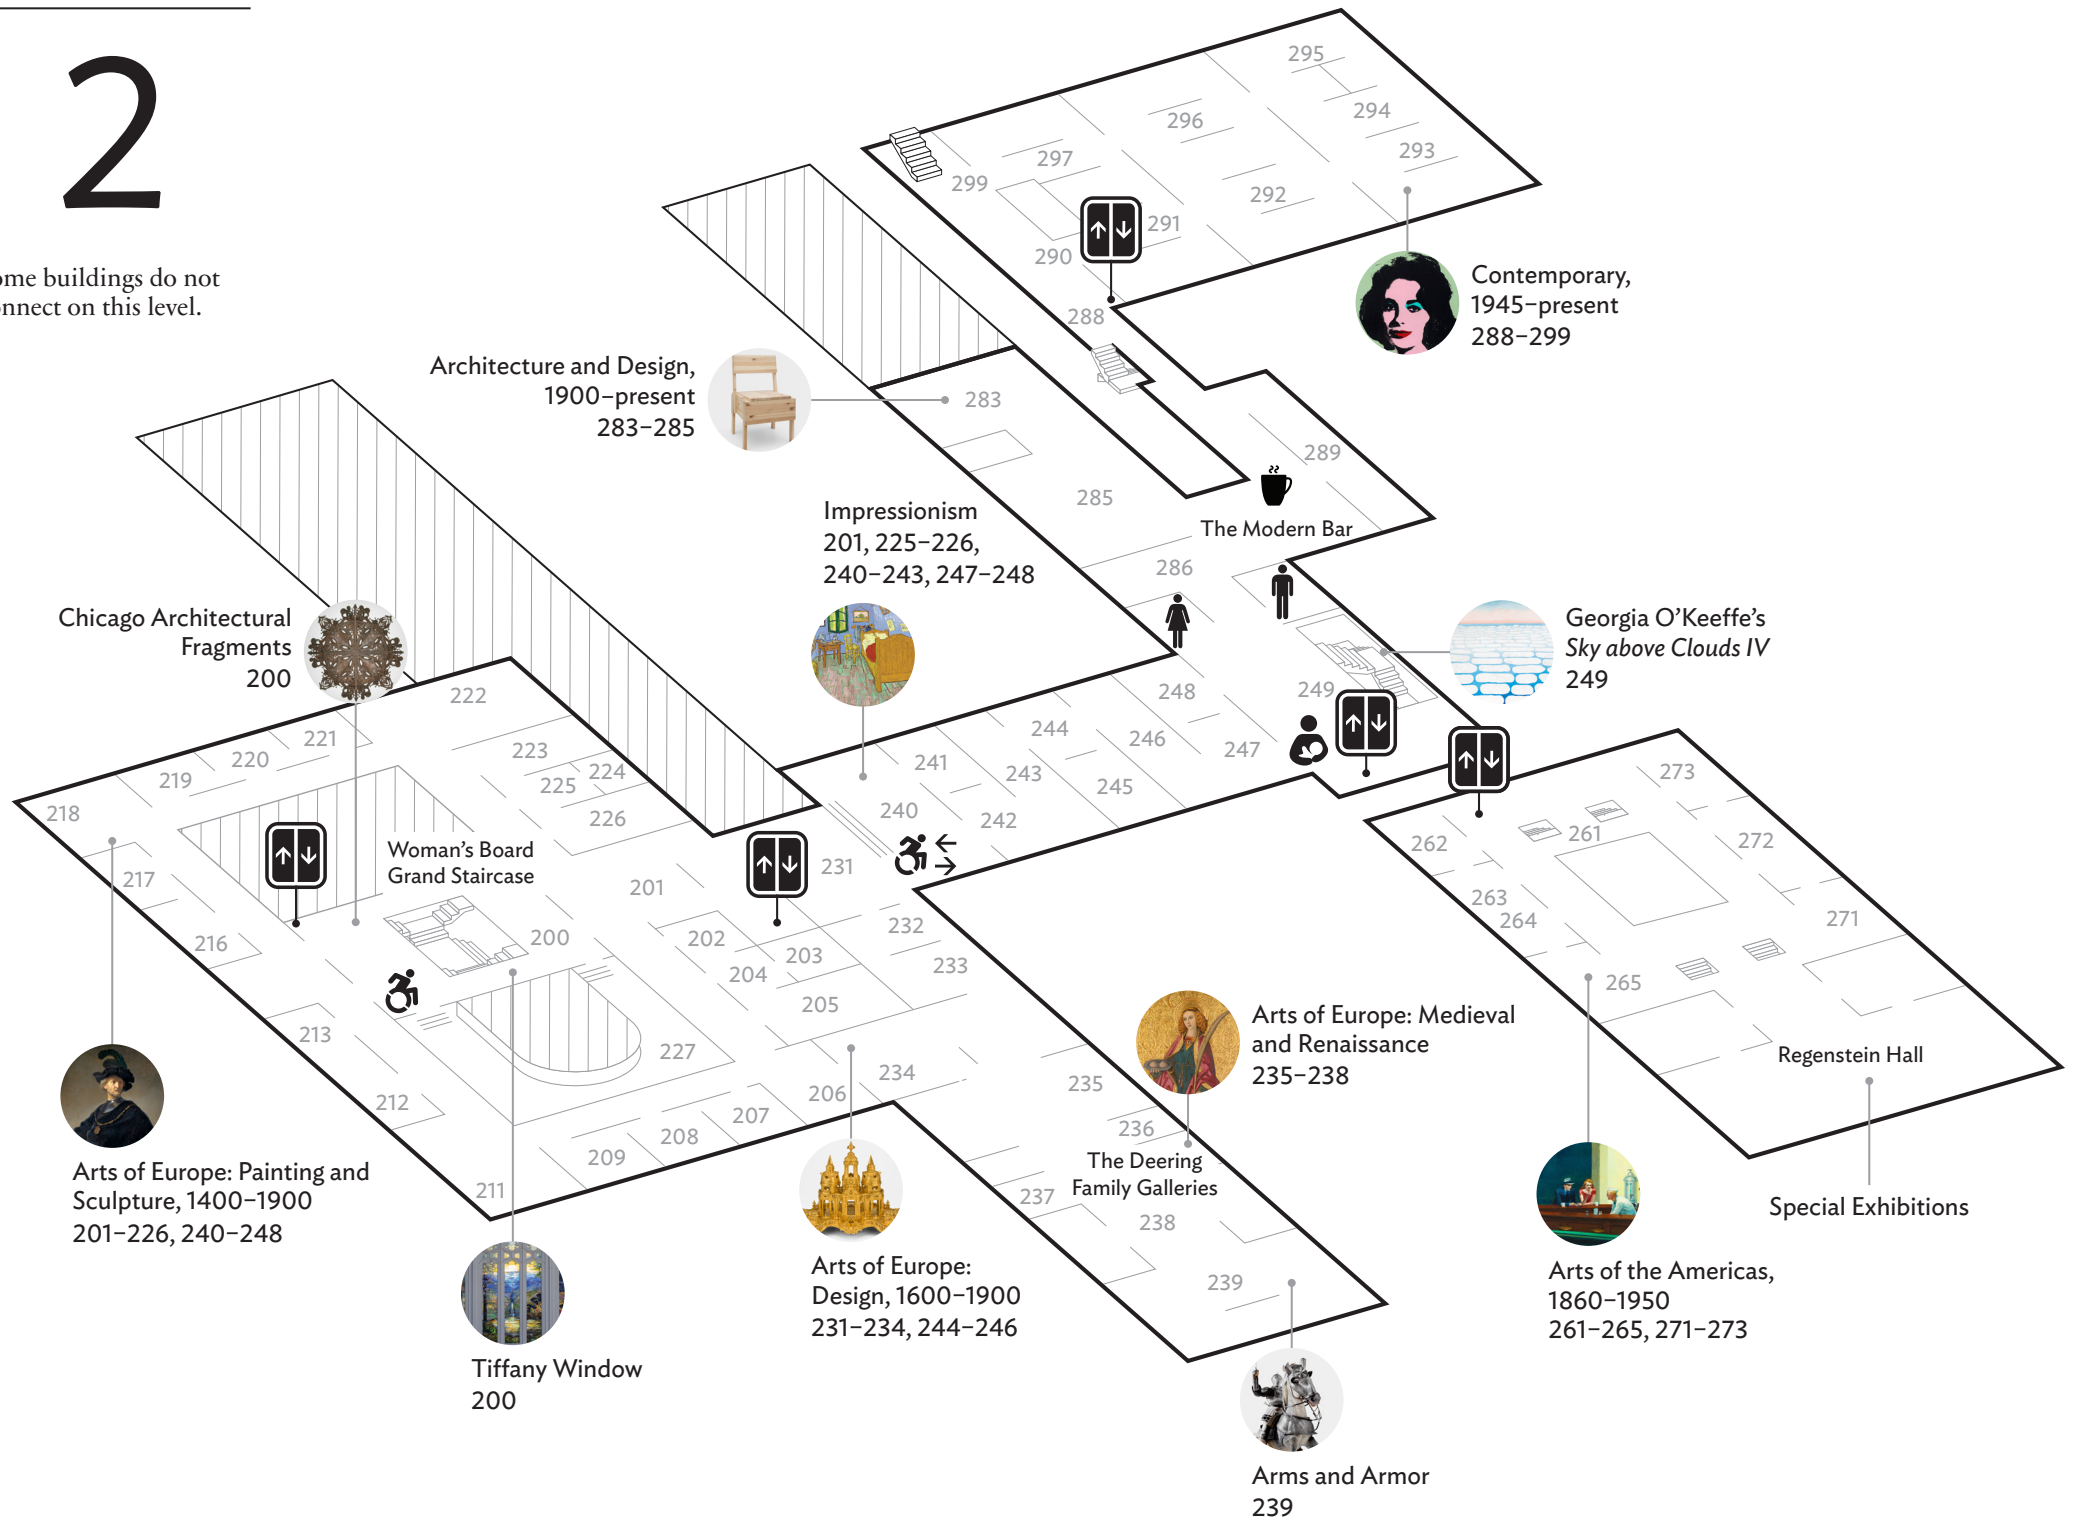 2
ome buildings do not
nnect on this level.
295
294
293
296
297
299
292
291
290
288
Contemporary,
1945–present
288–299
Architecture and Design,
1900–present
283–285
283
285
289
The Modern Bar
286
Impressionism
201, 225–226,
240–243, 247–248
Chicago Architectural
Fragments
200
Georgia O’Keeffe’s
Sky above Clouds IV
249
248
249
244
246
247
241
243
245
240
242
222
223
224
225
226
221
220
219
218
217
216
213
212
211
Woman’s Board
Grand Staircase
200
201
202
203
204
205
231
232
233
227
234
206
207
208
209
273
272
271
261
262
263
264
265
Regenstein Hall
Special Exhibitions
235
236
The Deering
Family Galleries
237
238
239
Arts of Europe: Medieval
and Renaissance
235–238
Arts of Europe: Painting and
Sculpture, 1400–1900
201–226, 240–248
Arts of Europe:
Design, 1600–1900
231–234, 244–246
Arts of the Americas,
1860–1950
261–265, 271–273
Tiffany Window
200
Arms and Armor
239